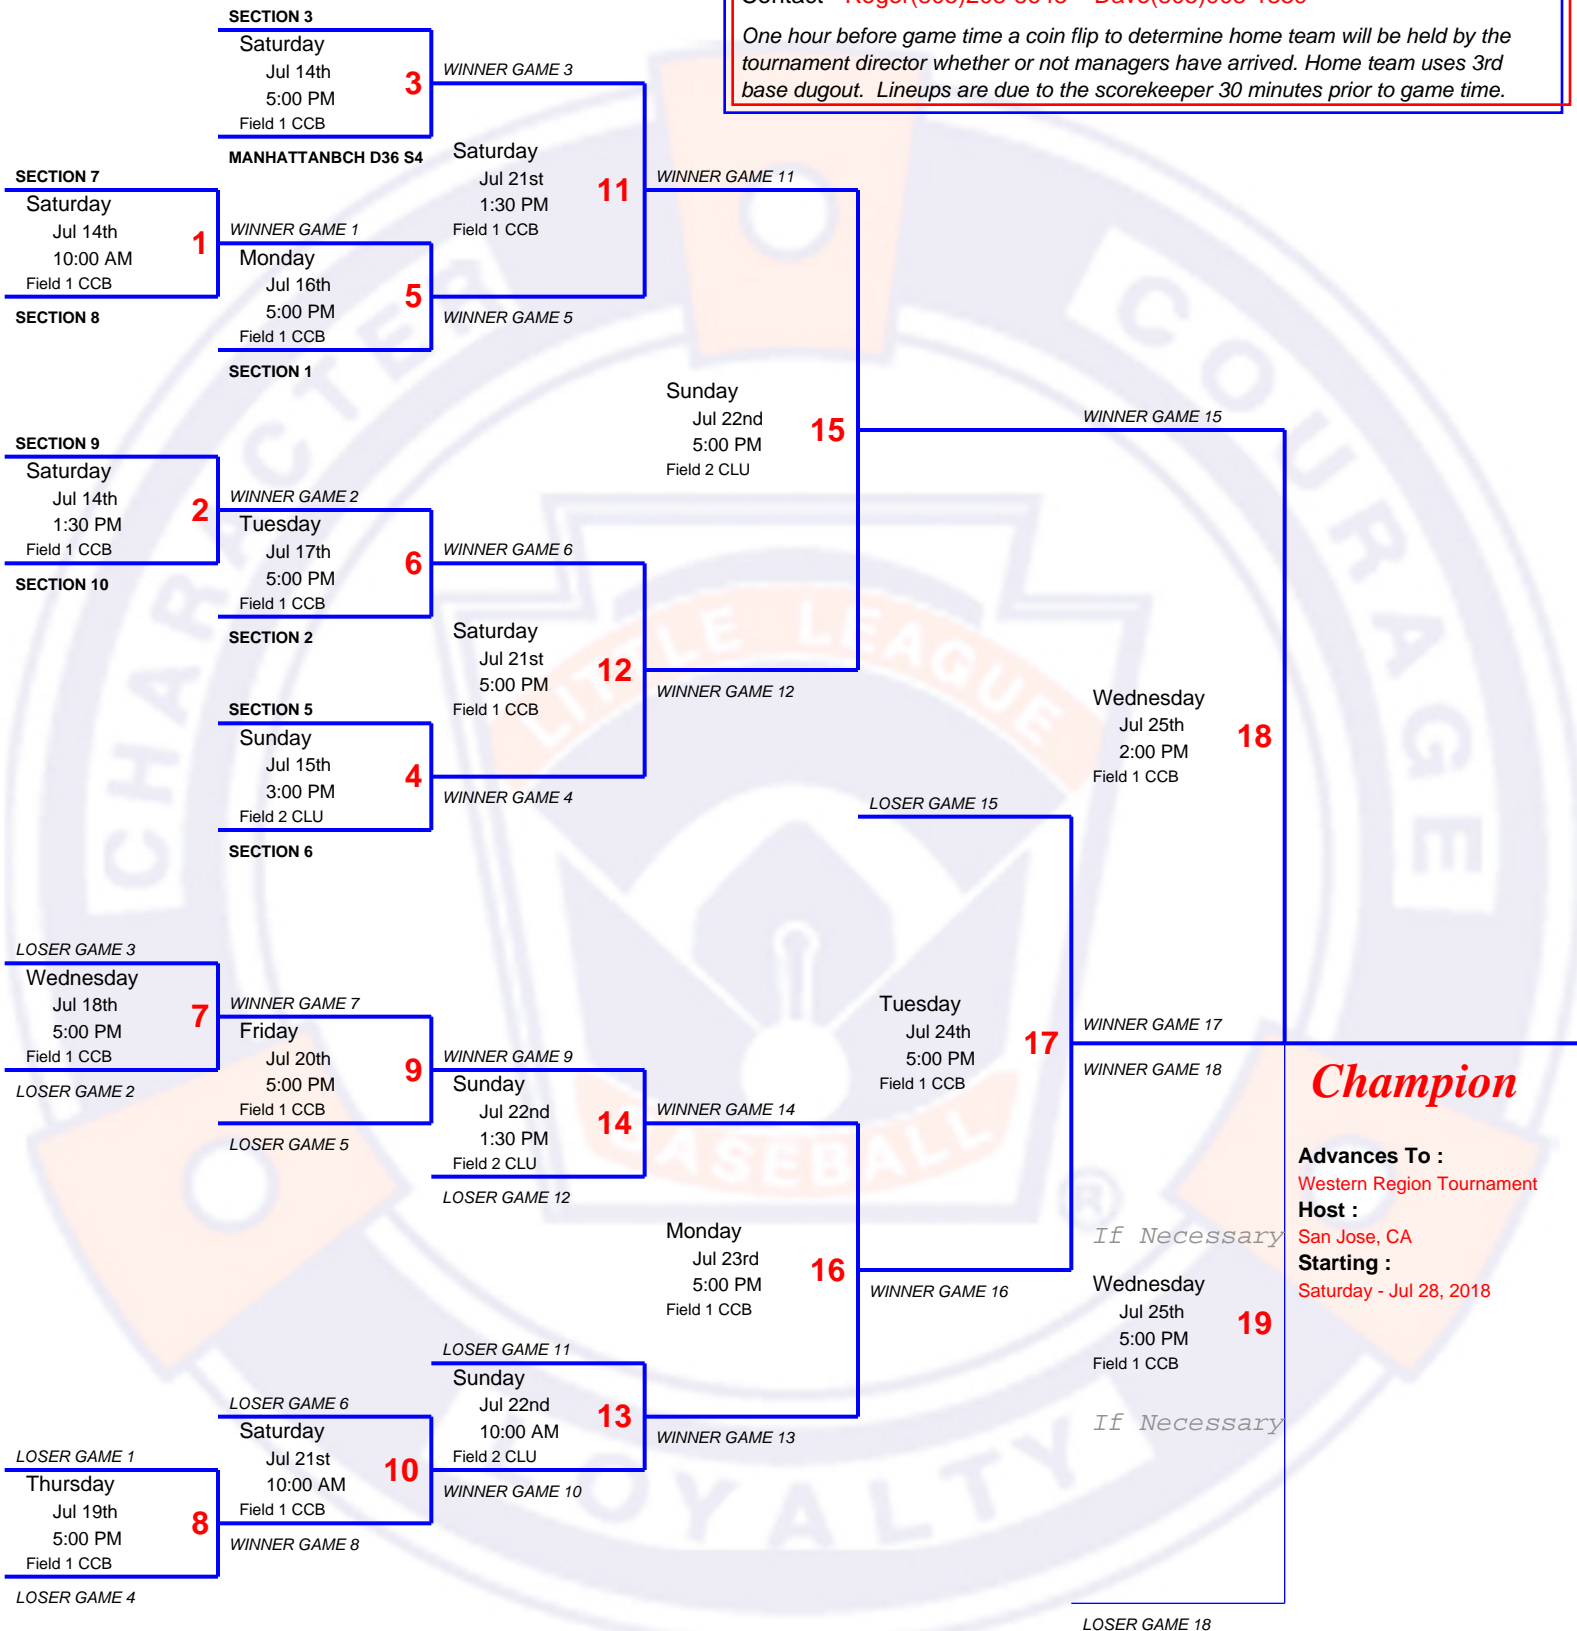 One hour before game time a coin flip to determine home team will be held by the
tournament director whether or not managers have arrived. Home team uses 3rd
base dugout. Lineups are due to the scorekeeper 30 minutes prior to game time.
SECTION 3
Saturday
Jul 14th
5:00 PM
Field 1 CCB
3
MANHATTANBCH D36 S4
WINNER GAME 3
SECTION 7
Saturday
Jul 14th
10:00 AM
Field 1 CCB
1
SECTION 8
WINNER GAME 1
Monday
Jul 16th
5:00 PM
Field 1 CCB
5
SECTION 1
Saturday
Jul 21st
1:30 PM
Field 1 CCB
11
WINNER GAME 5
WINNER GAME 11
SECTION 9
Saturday
Jul 14th
1:30 PM
Field 1 CCB
2
SECTION 10
WINNER GAME 2
Tuesday
Jul 17th
5:00 PM
Field 1 CCB
6
SECTION 2
WINNER GAME 6
Saturday
Jul 21st
5:00 PM
Field 1 CCB
12
SECTION 5
Sunday
Jul 15th
3:00 PM
Field 2 CLU
4
SECTION 6
WINNER GAME 4
Sunday
Jul 22nd
5:00 PM
Field 2 CLU
15
WINNER GAME 12
WINNER GAME 15
Wednesday
Jul 25th
2:00 PM
Field 1 CCB
18
LOSER GAME 3
Wednesday
Jul 18th
5:00 PM
Field 1 CCB
7
LOSER GAME 2
WINNER GAME 7
Friday
Jul 20th
5:00 PM
Field 1 CCB
9
LOSER GAME 5
WINNER GAME 9
Sunday
Jul 22nd
1:30 PM
Field 2 CLU
14
LOSER GAME 12
WINNER GAME 14
Monday
Jul 23rd
5:00 PM
Field 1 CCB
16
LOSER GAME 15
Tuesday
Jul 24th
5:00 PM
Field 1 CCB
17
WINNER GAME 16
WINNER GAME 17
WINNER GAME 18
LOSER GAME 11
Sunday
Jul 22nd
10:00 AM
Field 2 CLU
13
WINNER GAME 13
LOSER GAME 6
Saturday
Jul 21st
10:00 AM
Field 1 CCB
10
WINNER GAME 10
LOSER GAME 1
Thursday
Jul 19th
5:00 PM
Field 1 CCB
8
LOSER GAME 4
WINNER GAME 8
If Necessary
Wednesday
Jul 25th
5:00 PM
Field 1 CCB
19
If Necessary
LOSER GAME 18
Champion
Advances To :
Western Region Tournament
Host :
San Jose, CA
Starting :
Saturday - Jul 28, 2018
CHARACTER
COURAGE
LOYALTY
LITTLE LEAGUE
BASEBALL
®